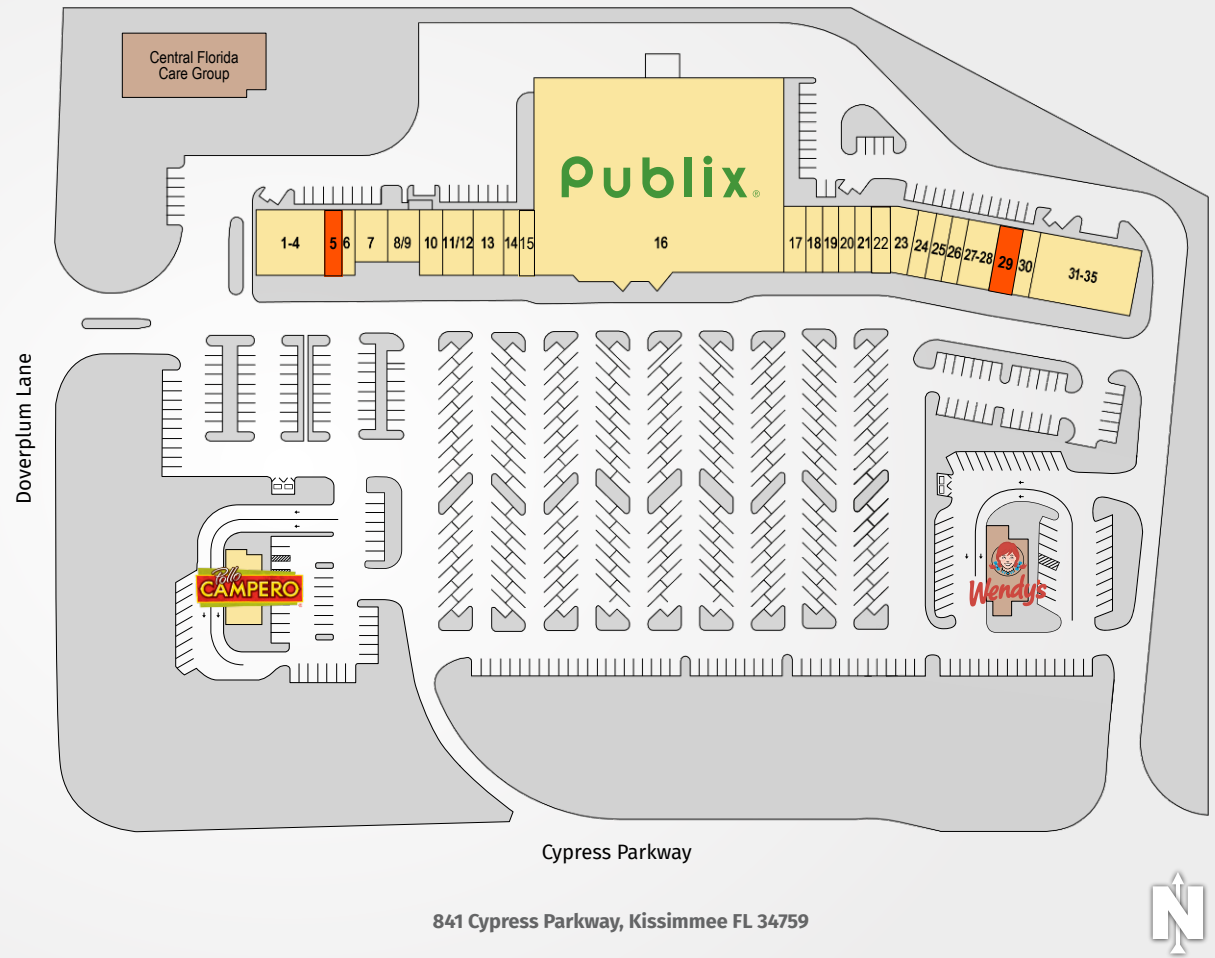 Central Florida
Care Group
Publix®
1-4
5
6
7
8/9
10
11/12
13
14
15
16
17
18
19
20
21
22
23
24
25
26
27-28
29
30
31-35
Doverplum Lane
Pollo
CAMPERO
Wendy's
Cypress Parkway
841 Cypress Parkway, Kissimmee FL 34759
N